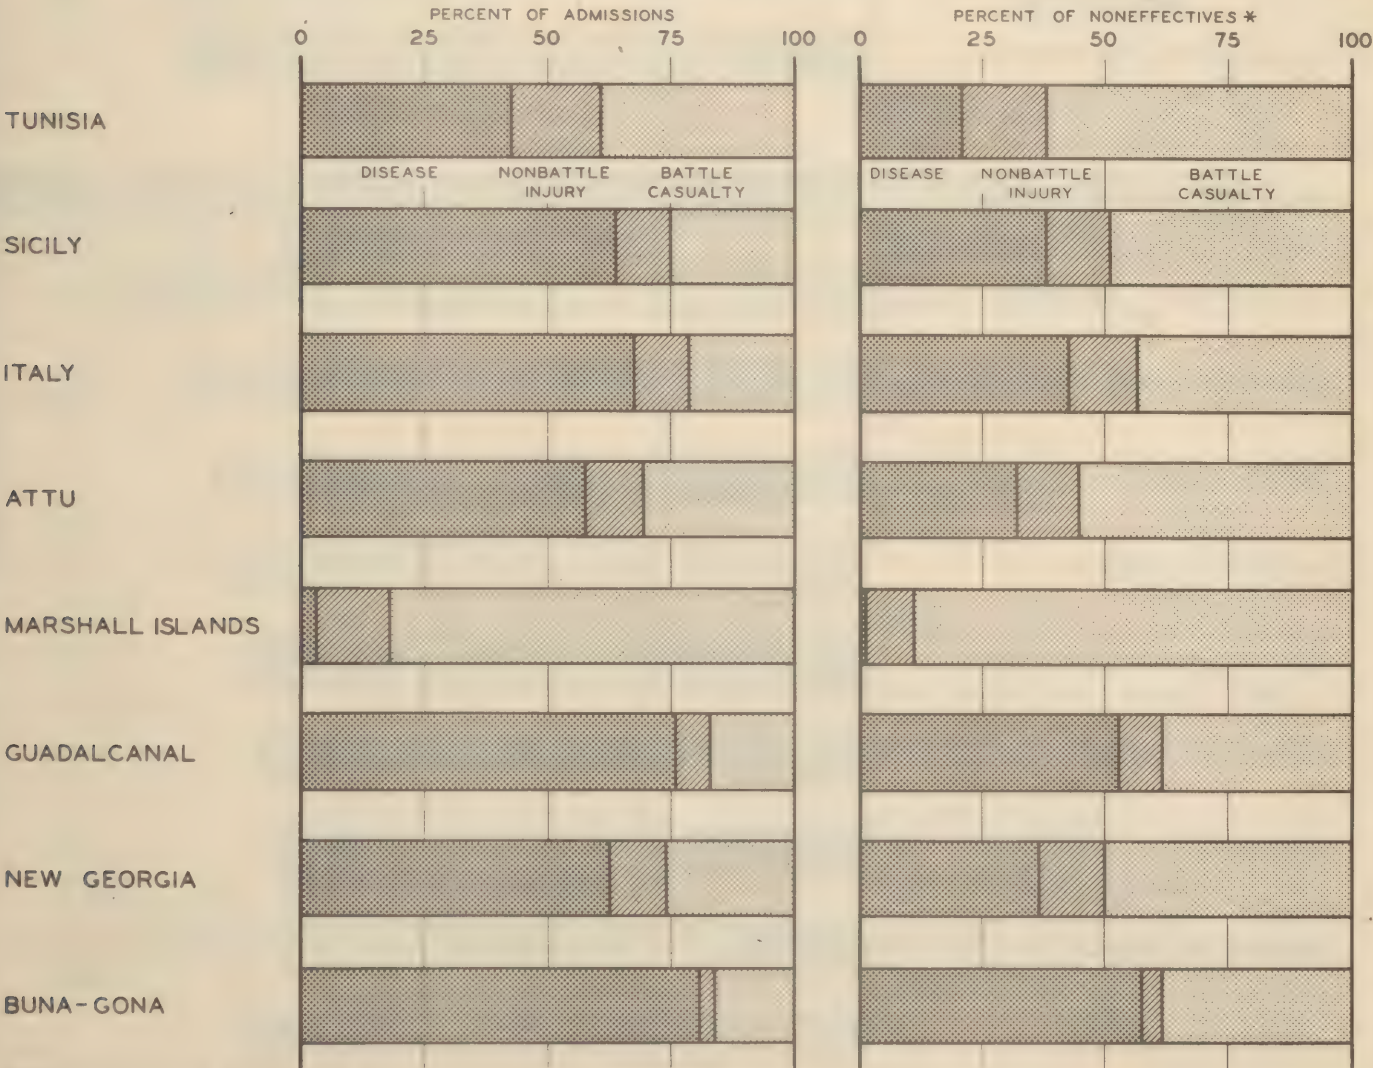 PERCENT OF ADMISSIONS
PERCENT OF NONEFFECTIVES *
0 25 50 75 100
0 25 50 75 100
TUNISIA
DISEASE NONBATTLE INJURY BATTLE CASUALTY
DISEASE NONBATTLE INJURY BATTLE CASUALTY
SICILY
ITALY
ATTU
MARSHALL ISLANDS
GUADALCANAL
NEW GEORGIA
BUNA-GONA